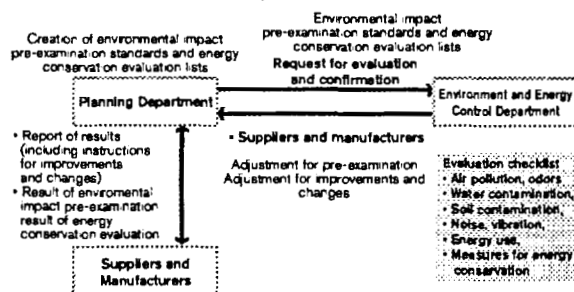 Environmental impact
pre-examination standards and energy
conservation evaluation lists
Creation of environmental impact
pre-examination standards and energy
conservation evaluation lists
Request for evaluation
and confirmation
Planning Department
Environment and Energy
Control Department
• Suppliers and manufacturers
• Report of results
(including instructions
for improvements
and changes)
• Result of enviromental
impact pre-examination
result of energy
conservation evaluation
Adjustment for pre-examination
Adjustment for improvements and
changes
Evaluation checklist
• Air pollution, odors
• Water contamination,
Soil contamination,
• Noise, vibration,
• Energy use,
• Measures for energy
conservation
Suppliers and
Manufacturers